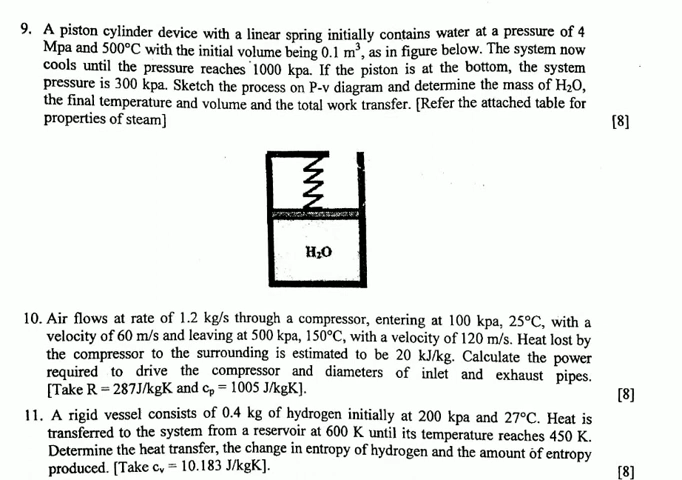 9. A piston cylinder device with a linear spring initially contains water at a pressure of 4
Mpa and 500°C with the initial volume being 0.1 m³, as in figure below. The system now
cools until the pressure reaches 1000 kpa. If the piston is at the bottom, the system
pressure is 300 kpa. Sketch the process on P-v diagram and determine the mass of H₂O,
the final temperature and volume and the total work transfer. [Refer the attached table for
properties of steam] [8]
H₂O
10. Air flows at rate of 1.2 kg/s through a compressor, entering at 100 kpa, 25°C, with a
velocity of 60 m/s and leaving at 500 kpa, 150°C, with a velocity of 120 m/s. Heat lost by
the compressor to the surrounding is estimated to be 20 kJ/kg. Calculate the power
required to drive the compressor and diameters of inlet and exhaust pipes.
[Take R = 287J/kgK and cₚ = 1005 J/kgK]. [8]
11. A rigid vessel consists of 0.4 kg of hydrogen initially at 200 kpa and 27°C. Heat is
transferred to the system from a reservoir at 600 K until its temperature reaches 450 K.
Determine the heat transfer, the change in entropy of hydrogen and the amount of entropy
produced. [Take cᵥ = 10.183 J/kgK]. [8]